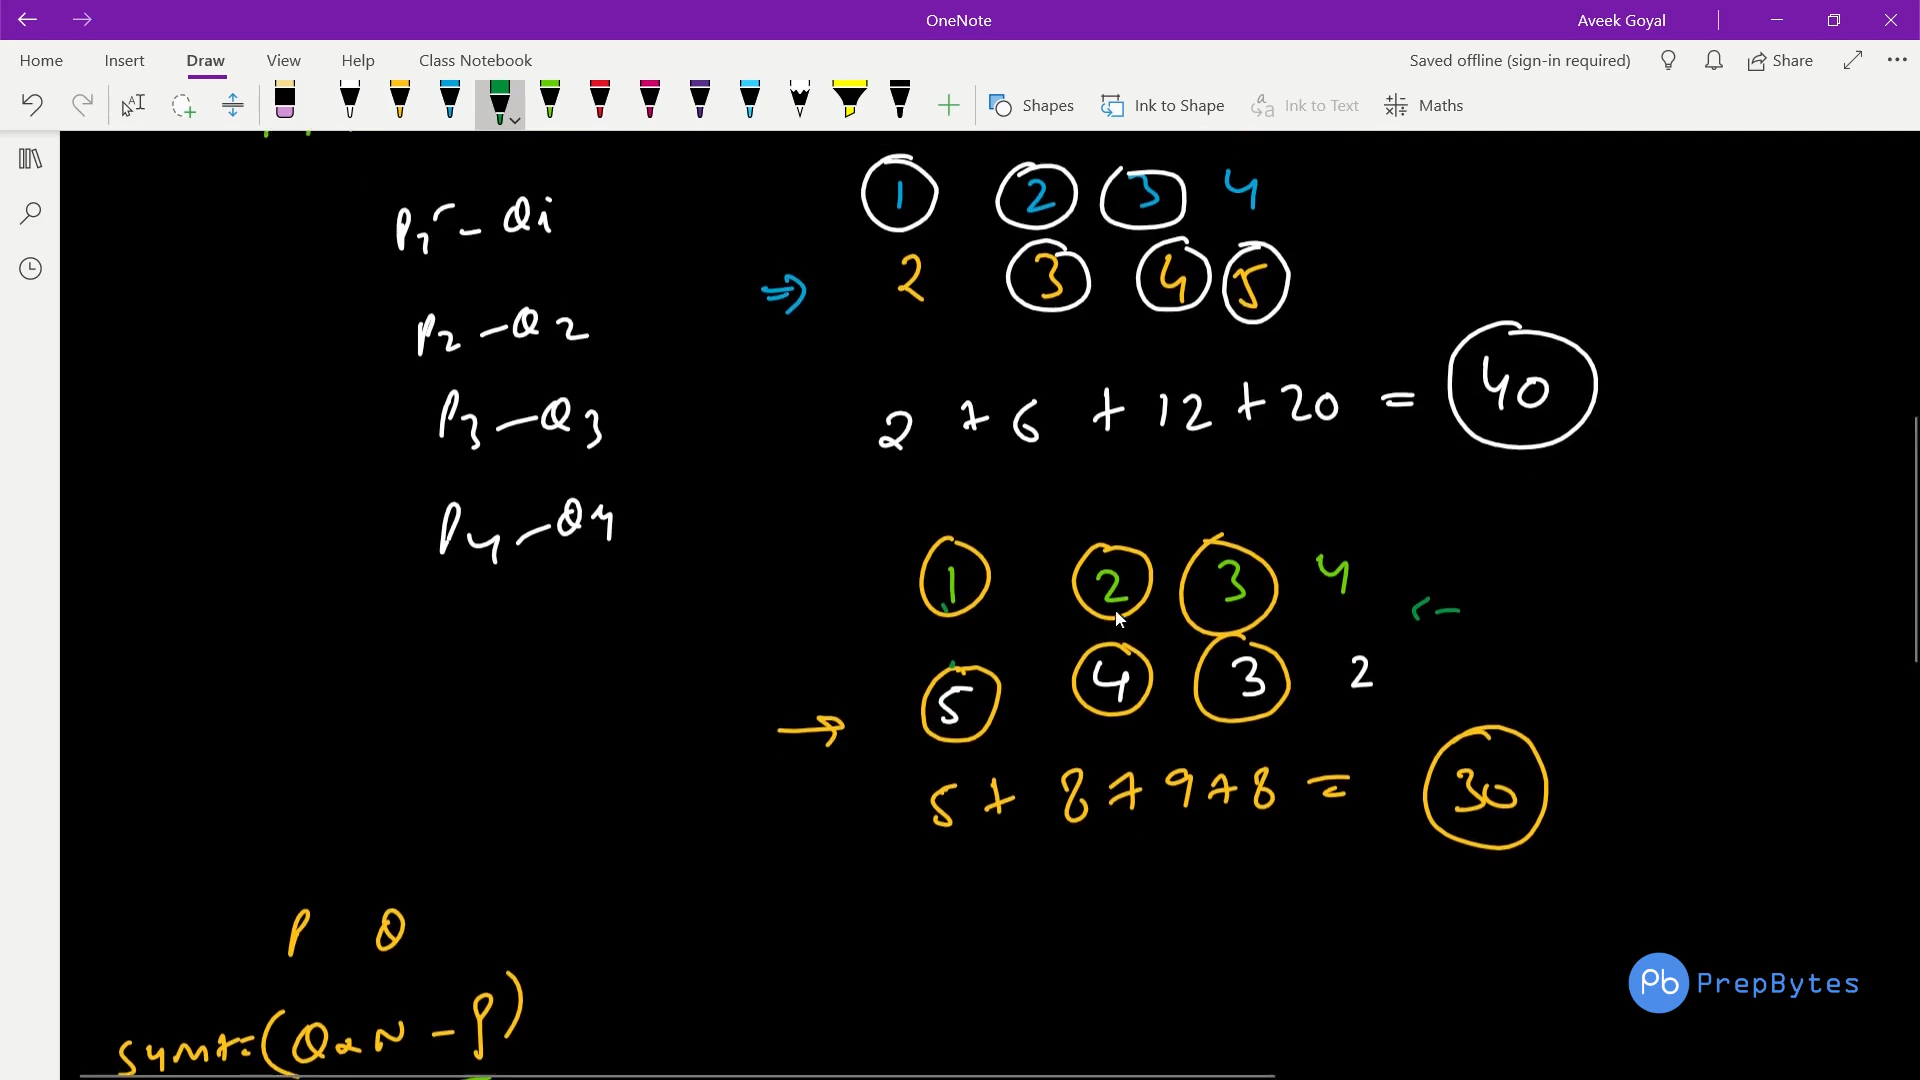 OneNote
Aveek Goyal
Home Insert Draw View Help Class Notebook
Saved offline (sign-in required)
Share
Shapes
Ink to Shape
Ink to Text
Maths
1 2 3 4
2 3 4 5
2 + 6 + 12 + 20 = 40
P2 - Q2
P3 - Q3
P4 - Q4
1 2 3 4
5 4 3 2
5 + 8 + 9 + 8 = 30
P Q
Pb PrepBytes